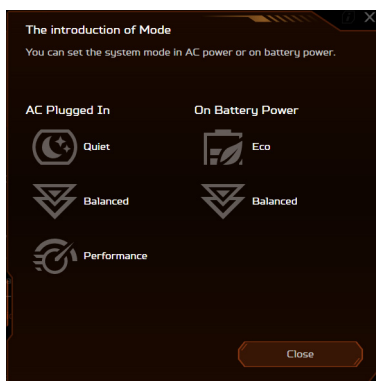 The introduction of Mode
You can set the system mode in AC power or on battery power.
AC Plugged In
Quiet
Balanced
Performance
On Battery Power
Eco
Balanced
Close